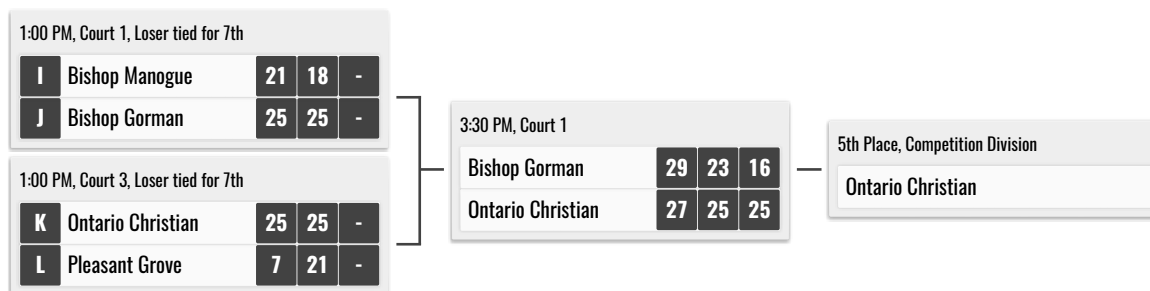 1:00 PM, Court 1, Loser tied for 7th
I Bishop Manogue 21 18 -
J Bishop Gorman 25 25 -
1:00 PM, Court 3, Loser tied for 7th
K Ontario Christian 25 25 -
L Pleasant Grove 7 21 -
3:30 PM, Court 1
Bishop Gorman 29 23 16
Ontario Christian 27 25 25
5th Place, Competition Division
Ontario Christian